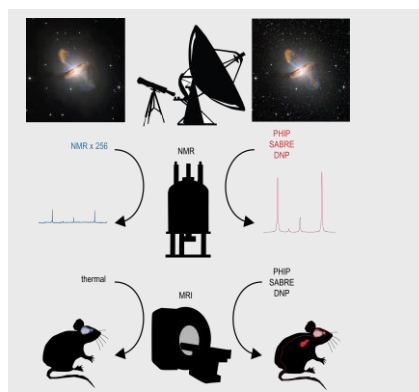 NMR x 256
NMR
PHIP
SABRE
DNP
thermal
MRI
PHIP
SABRE
DNP